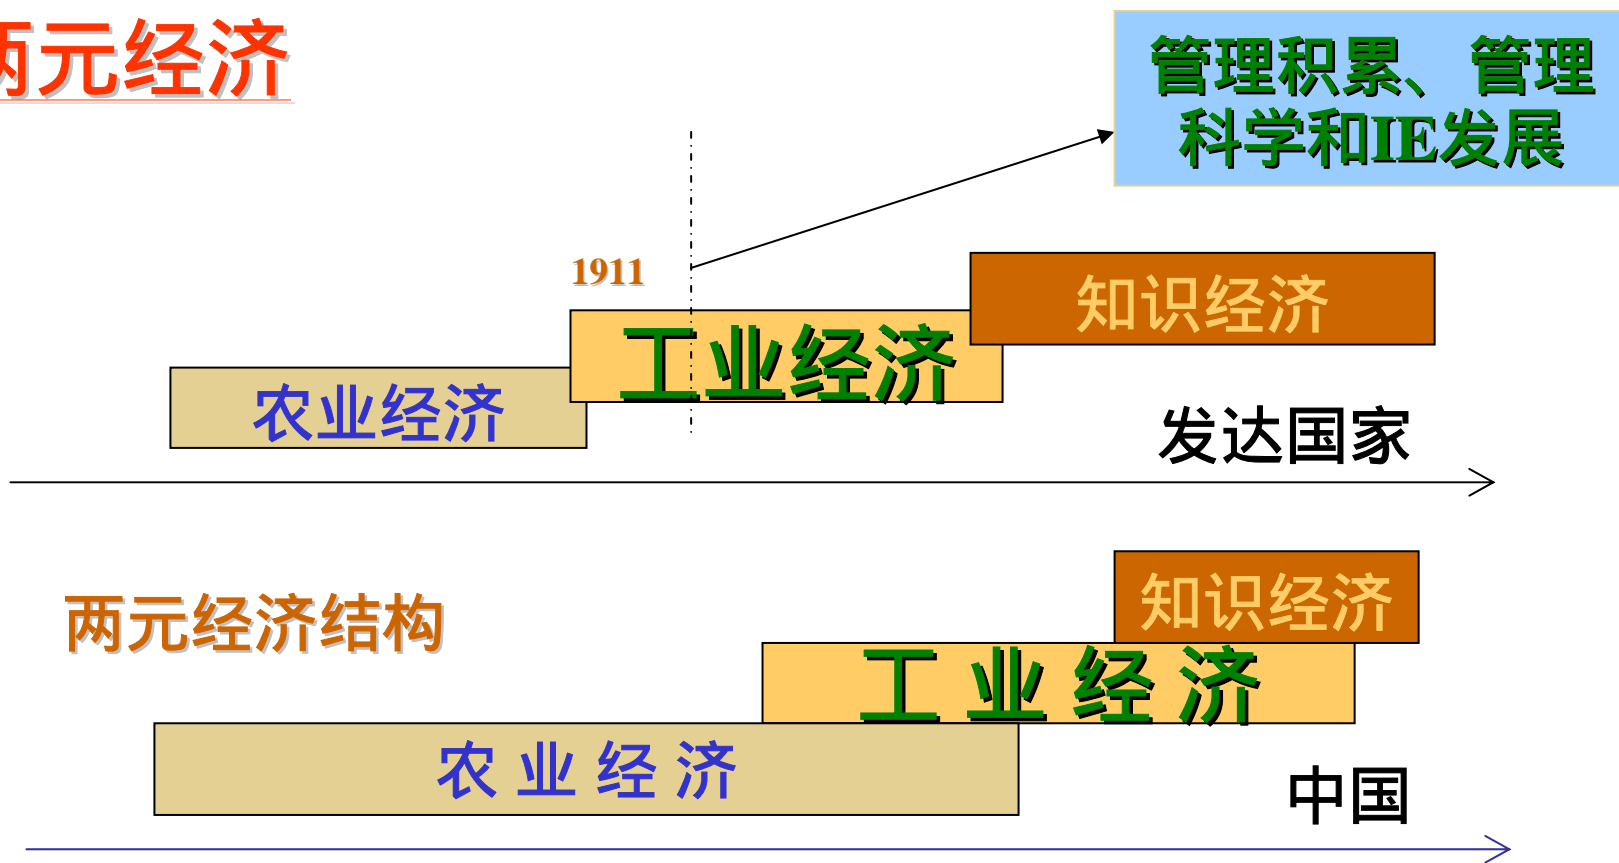 两元经济
管理积累、管理
科学和IE发展
1911
知识经济
工业经济
农业经济
发达国家
知识经济
两元经济结构
工 业 经 济
农 业 经 济
中国